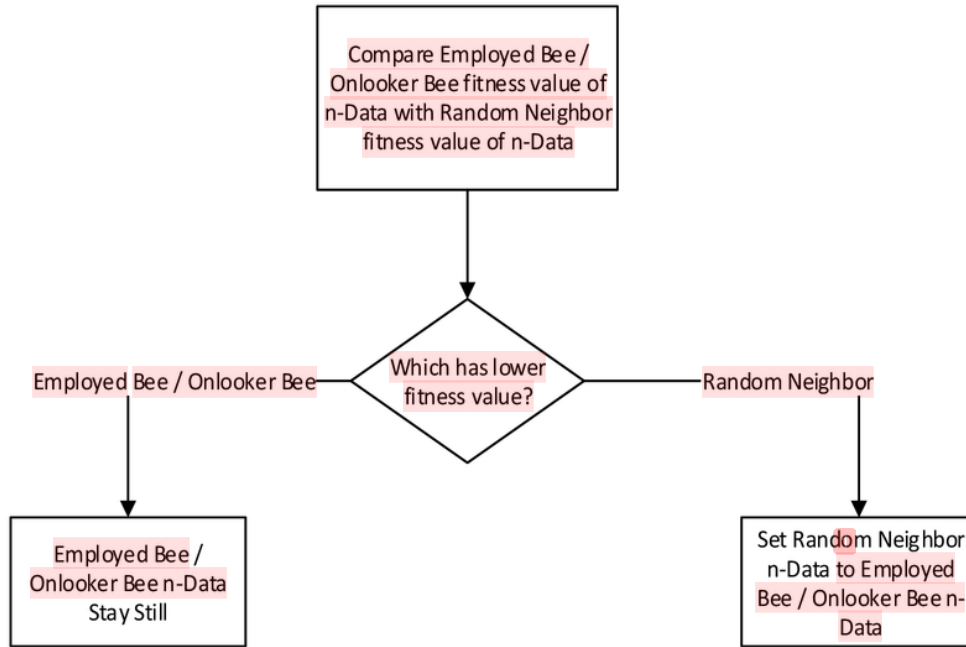 Compare Employed Bee /
Onlooker Bee fitness value of
n-Data with Random Neighbor
fitness value of n-Data
Which has lower
fitness value?
Employed Bee / Onlooker Bee
Random Neighbor
Employed Bee /
Onlooker Bee n-Data
Stay Still
Set Random Neighbor
n-Data to Employed
Bee / Onlooker Bee n-
Data